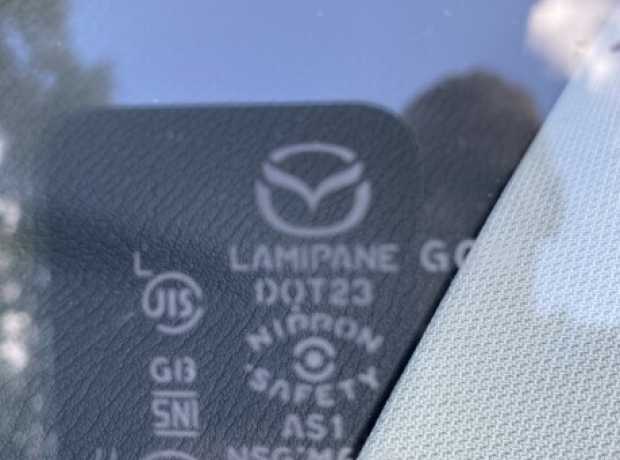 LAMIPANE
DOT23
L
JIS
NIPPON
SAFETY
GB
SNI
AS1